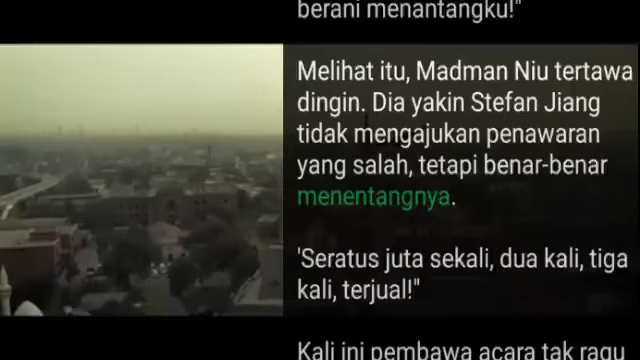 berani menantangku!"
Melihat itu, Madman Niu tertawa
dingin. Dia yakin Stefan Jiang
tidak mengajukan penawaran
yang salah, tetapi benar-benar
menentangnya.
'Seratus juta sekali, dua kali, tiga
kali, terjual!"
Kali ini pembawa acara tak ragu